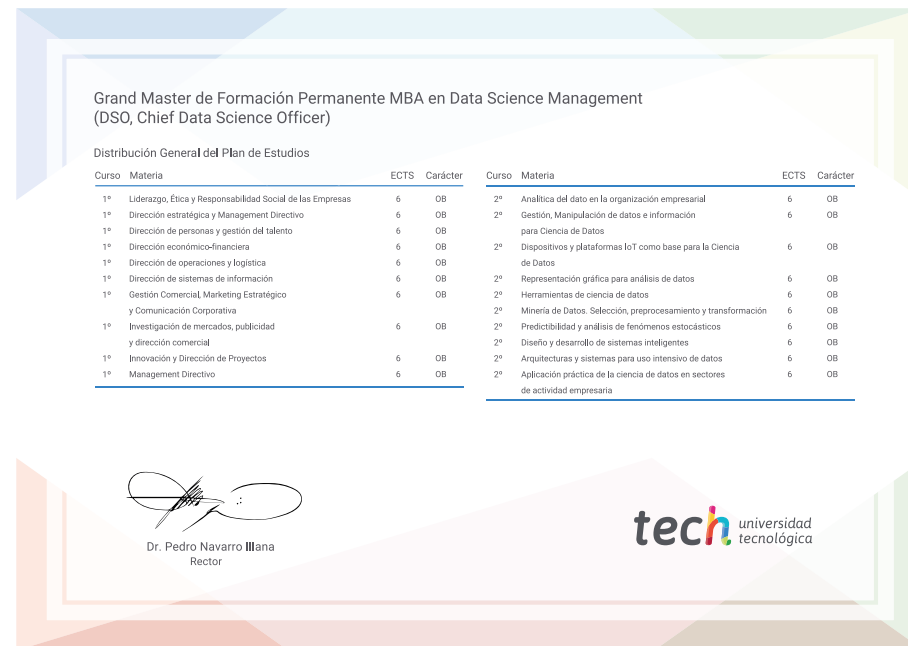 Grand Master de Formación Permanente MBA en Data Science Management
(DSO, Chief Data Science Officer)
Distribución General del Plan de Estudios
Curso Materia ECTS Carácter
1º Liderazgo, Ética y Responsabilidad Social de las Empresas 6 OB
1º Dirección estratégica y Management Directivo 6 OB
1º Dirección de personas y gestión del talento 6 OB
1º Dirección económico-financiera 6 OB
1º Dirección de operaciones y logística 6 OB
1º Dirección de sistemas de información 6 OB
1º Gestión Comercial, Marketing Estratégico 6 OB
y Comunicación Corporativa
1º Investigación de mercados, publicidad 6 OB
y dirección comercial
1º Innovación y Dirección de Proyectos 6 OB
1º Management Directivo 6 OB
Curso Materia ECTS Carácter
2º Analítica del dato en la organización empresarial 6 OB
2º Gestión, Manipulación de datos e información 6 OB
para Ciencia de Datos
2º Dispositivos y plataformas IoT como base para la Ciencia 6 OB
de Datos
2º Representación gráfica para análisis de datos 6 OB
2º Herramientas de ciencia de datos 6 OB
2º Minería de Datos. Selección, preprocesamiento y transformación 6 OB
2º Predictibilidad y análisis de fenómenos estocásticos 6 OB
2º Diseño y desarrollo de sistemas inteligentes 6 OB
2º Arquitecturas y sistemas para uso intensivo de datos 6 OB
2º Aplicación práctica de la ciencia de datos en sectores 6 OB
de actividad empresaria
Dr. Pedro Navarro Illana
Rector
tech universidad
tecnológica